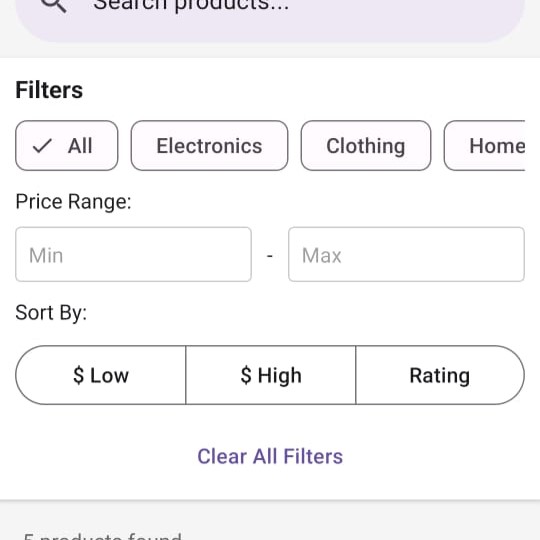 Search products...
Filters
All Electronics Clothing Home
Price Range:
Min - Max
Sort By:
$ Low $ High Rating
Clear All Filters
5 products found